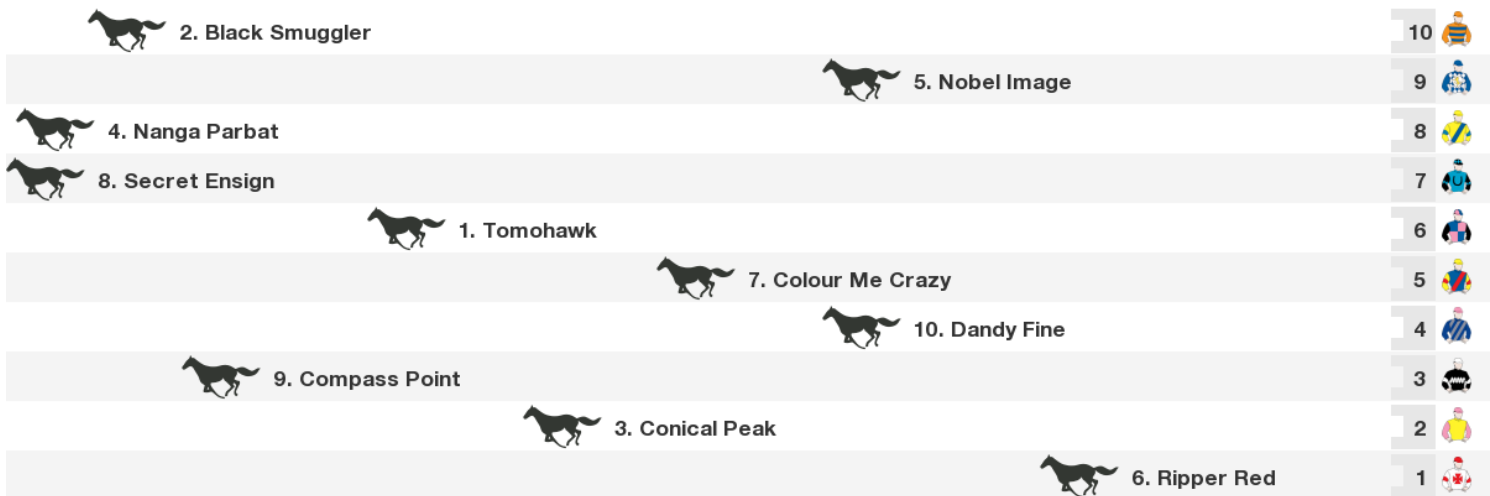 2. Black Smuggler 10
5. Nobel Image 9
4. Nanga Parbat 8
8. Secret Ensign 7
1. Tomohawk 6
7. Colour Me Crazy 5
10. Dandy Fine 4
9. Compass Point 3
3. Conical Peak 2
6. Ripper Red 1